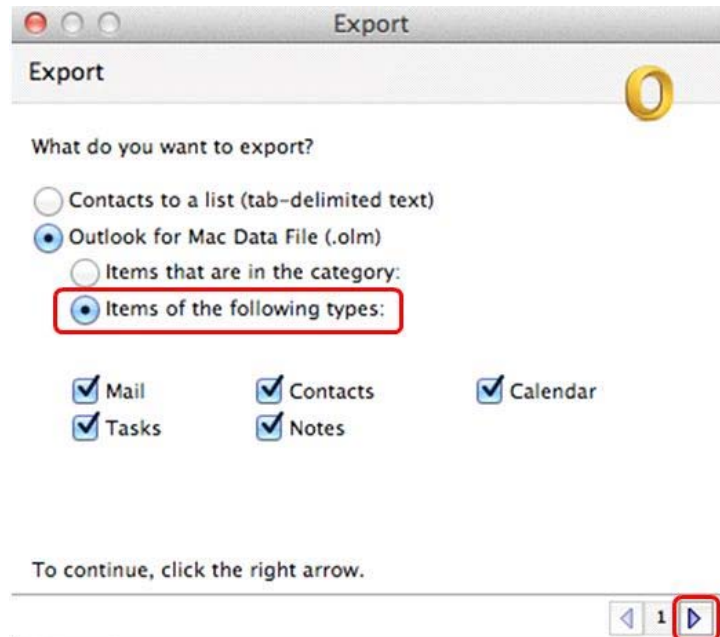 Export
Export
What do you want to export?
Contacts to a list (tab-delimited text)
Outlook for Mac Data File (.olm)
Items that are in the category:
Items of the following types:
Mail Contacts Calendar
Tasks Notes
To continue, click the right arrow.
1